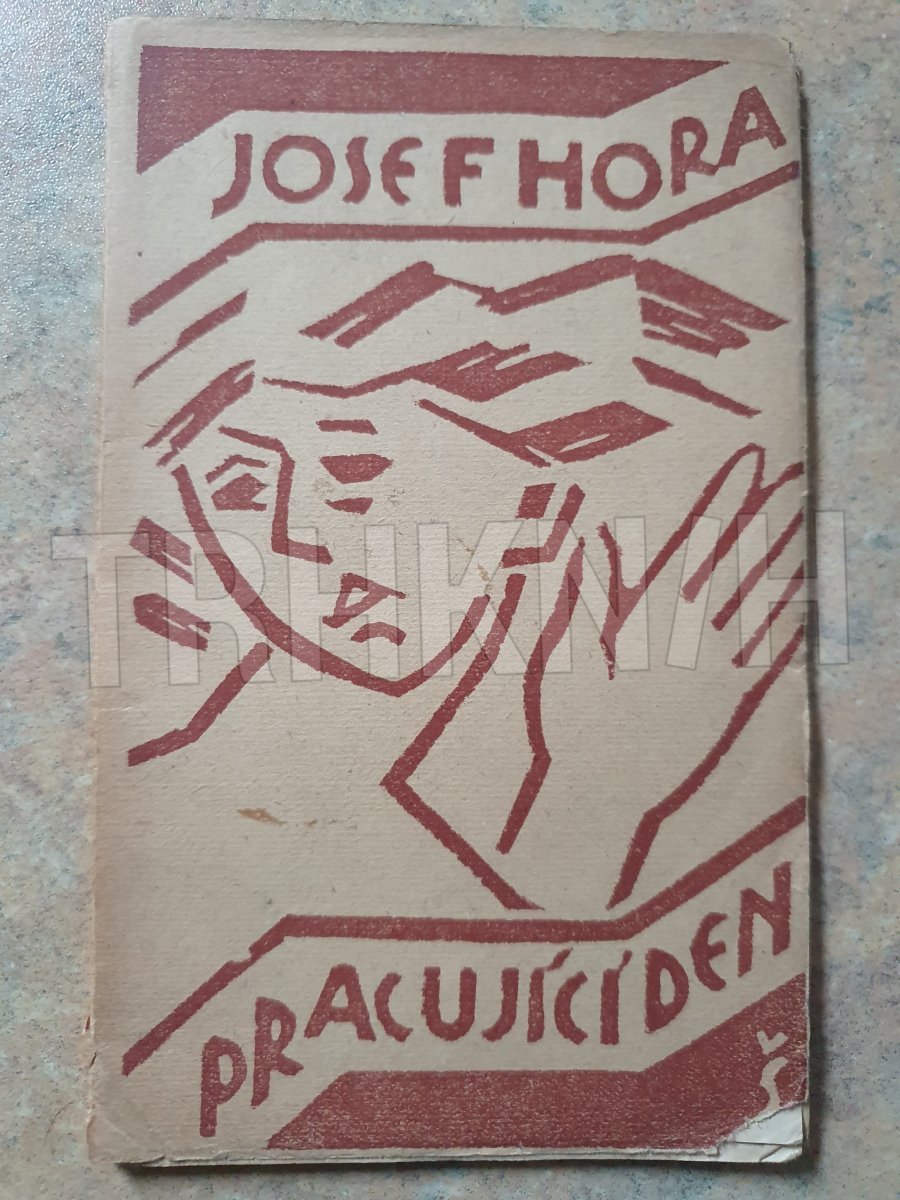 JOSEF HORA
TRHKNIH
PRACUJÍCÍ DEN
Š